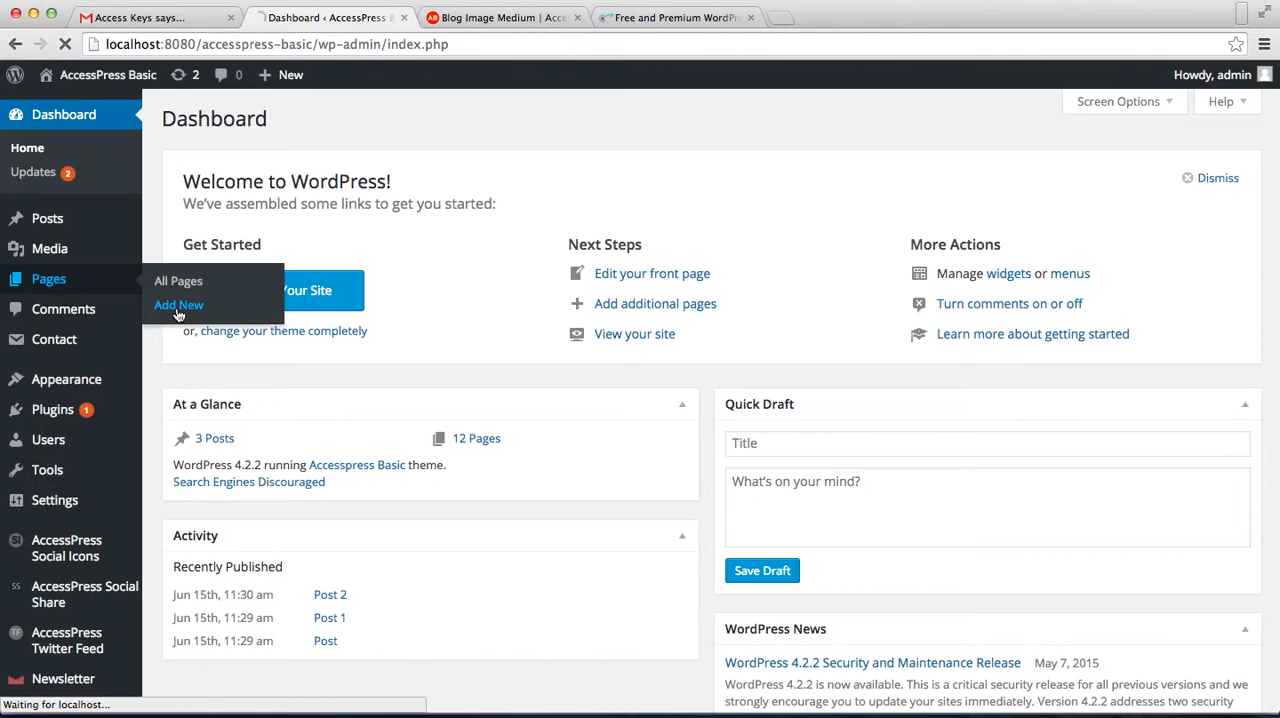 Access Keys says...
Dashboard ‹ AccessPress B
Blog Image Medium | Acce
Free and Premium WordPre
localhost:8080/accesspress-basic/wp-admin/index.php
AccessPress Basic
2
0
New
Howdy, admin
Dashboard
Home
Updates 2
Posts
Media
Pages
Comments
Contact
Appearance
Plugins 1
Users
Tools
Settings
AccessPress
Social Icons
AccessPress Social
Share
AccessPress
Twitter Feed
Newsletter
All Pages
Add New
Screen Options
Help
Dashboard
Welcome to WordPress!
We've assembled some links to get you started:
Dismiss
Get Started
Your Site
or, change your theme completely
Next Steps
Edit your front page
Add additional pages
View your site
More Actions
Manage widgets or menus
Turn comments on or off
Learn more about getting started
At a Glance
3 Posts
12 Pages
WordPress 4.2.2 running Accesspress Basic theme.
Search Engines Discouraged
Activity
Recently Published
Jun 15th, 11:30 am Post 2
Jun 15th, 11:29 am Post 1
Jun 15th, 11:29 am Post
Quick Draft
Title
What's on your mind?
Save Draft
WordPress News
WordPress 4.2.2 Security and Maintenance Release May 7, 2015
WordPress 4.2.2 is now available. This is a critical security release for all previous versions and we
strongly encourage you to update your sites immediately. Version 4.2.2 addresses two security
Waiting for localhost...